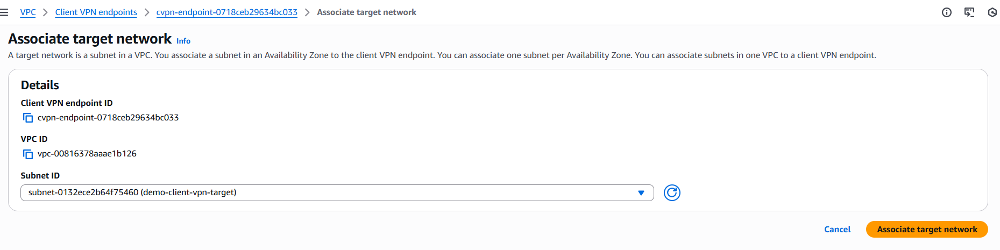 VPC > Client VPN endpoints > cvpn-endpoint-0718ceb29634bc033 > Associate target network
Associate target network Info
A target network is a subnet in a VPC. You associate a subnet in an Availability Zone to the client VPN endpoint. You can associate one subnet per Availability Zone. You can associate subnets in one VPC to a client VPN endpoint.
Details
Client VPN endpoint ID
cvpn-endpoint-0718ceb29634bc033
VPC ID
vpc-00816378aaae1b126
Subnet ID
subnet-0132ece2b64f75460 (demo-client-vpn-target)
Cancel Associate target network